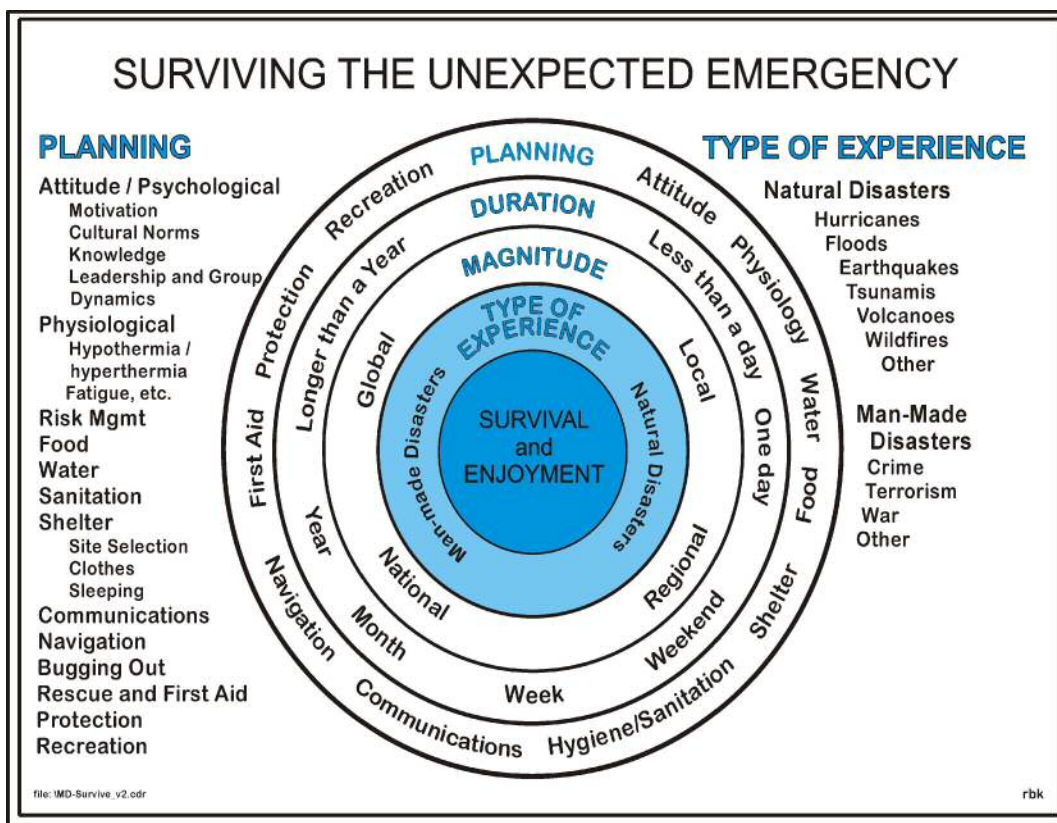 SURVIVING THE UNEXPECTED EMERGENCY
PLANNING
Attitude / Psychological
Motivation
Cultural Norms
Knowledge
Leadership and Group
Dynamics
Physiological
Hypothermia /
hyperthermia
Fatigue, etc.
Risk Mgmt
Food
Water
Sanitation
Shelter
Site Selection
Clothes
Sleeping
Communications
Navigation
Bugging Out
Rescue and First Aid
Protection
Recreation
PLANNING
Attitude
Physiology
Water
Food
Shelter
Hygiene/Sanitation
Communications
Navigation
First Aid
Protection
Recreation
DURATION
Less than a day
One day
Weekend
Week
Month
Year
Longer than a Year
MAGNITUDE
Local
Regional
National
Global
TYPE OF
EXPERIENCE
Natural Disasters
Man-made Disasters
SURVIVAL
and
ENJOYMENT
TYPE OF EXPERIENCE
Natural Disasters
Hurricanes
Floods
Earthquakes
Tsunamis
Volcanoes
Wildfires
Other
Man-Made
Disasters
Crime
Terrorism
War
Other
file: \MD-Survive_v2.cdr
rbk